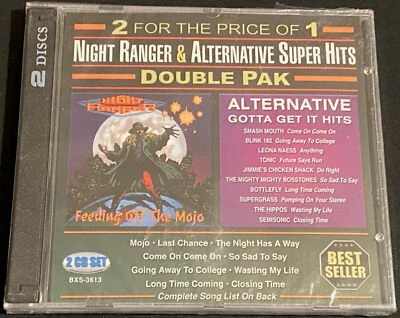 2 DISCS
2 FOR THE PRICE OF 1
NIGHT RANGER & ALTERNATIVE SUPER HITS
DOUBLE PAK
NIGHT RANGER
Feeding Off The Mojo
ALTERNATIVE
GOTTA GET IT HITS
SMASH MOUTH Come On Come On
BLINK 182 Going Away To College
LEONA NAESS Anything
TONIC Future Says Run
JIMMIE'S CHICKEN SHACK Do Right
THE MIGHTY MIGHTY BOSSTONES So Sad To Say
BOTTLEFLY Long Time Coming
SUPERGRASS Pumping On Your Stereo
THE HIPPOS Wasting My Life
SEMISONIC Closing Time
2 CD SET
BXS-3613
Mojo • Last Chance • The Night Has A Way
Come On Come On • So Sad To Say
Going Away To College • Wasting My Life
Long Time Coming • Closing Time
Complete Song List On Back
BEST
SELLER